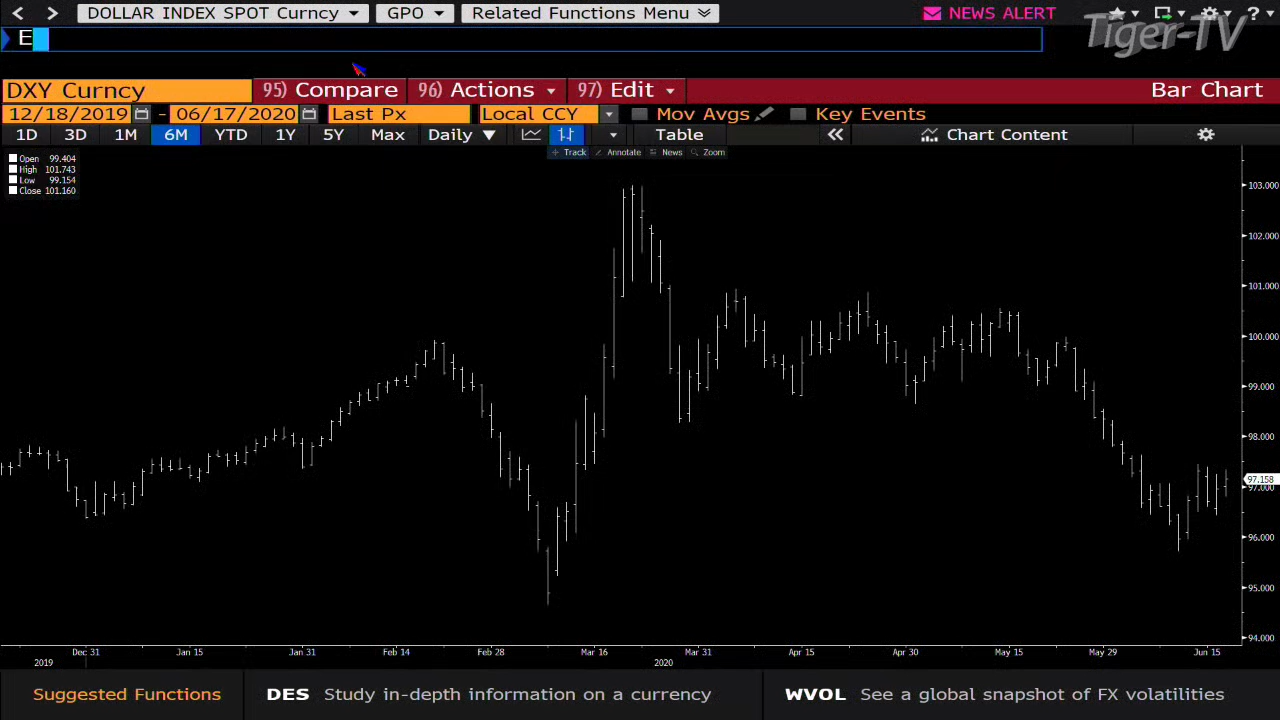 DOLLAR INDEX SPOT Curncy GPO Related Functions Menu NEWS ALERT ?
E Tiger-TV
DXY Curncy 95) Compare 96) Actions 97) Edit Bar Chart
12/18/2019 - 06/17/2020 Last Px Local CCY Mov Avgs Key Events
1D 3D 1M 6M YTD 1Y 5Y Max Daily Table Chart Content
Track Annotate News Zoom
Open 99.404
High 101.743
Low 99.154
Close 101.160
103.000
102.000
101.000
100.000
99.000
98.000
97.158
97.000
96.000
95.000
94.000
Dec 31 Jan 15 Jan 31 Feb 14 Feb 28 Mar 16 Mar 31 Apr 15 Apr 30 May 15 May 29 Jun 15
2019 2020
Suggested Functions DES Study in-depth information on a currency WVOL See a global snapshot of FX volatilities